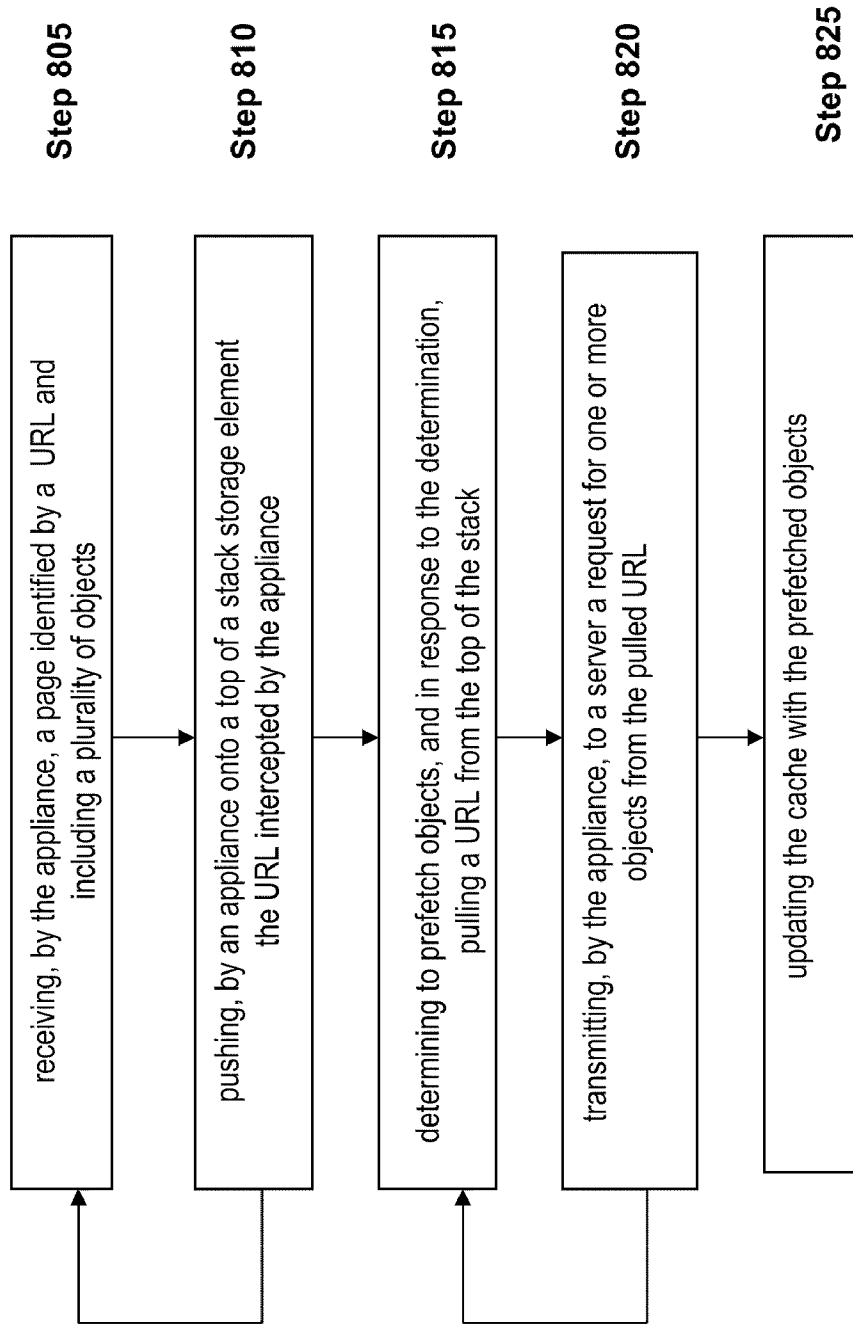 Step 805
receiving, by the appliance, a page identified by a URL and
including a plurality of objects
Step 810
pushing, by an appliance onto a top of a stack storage element
the URL intercepted by the appliance
Step 815
determining to prefetch objects, and in response to the determination,
pulling a URL from the top of the stack
Step 820
transmitting, by the appliance, to a server a request for one or more
objects from the pulled URL
Step 825
updating the cache with the prefetched objects